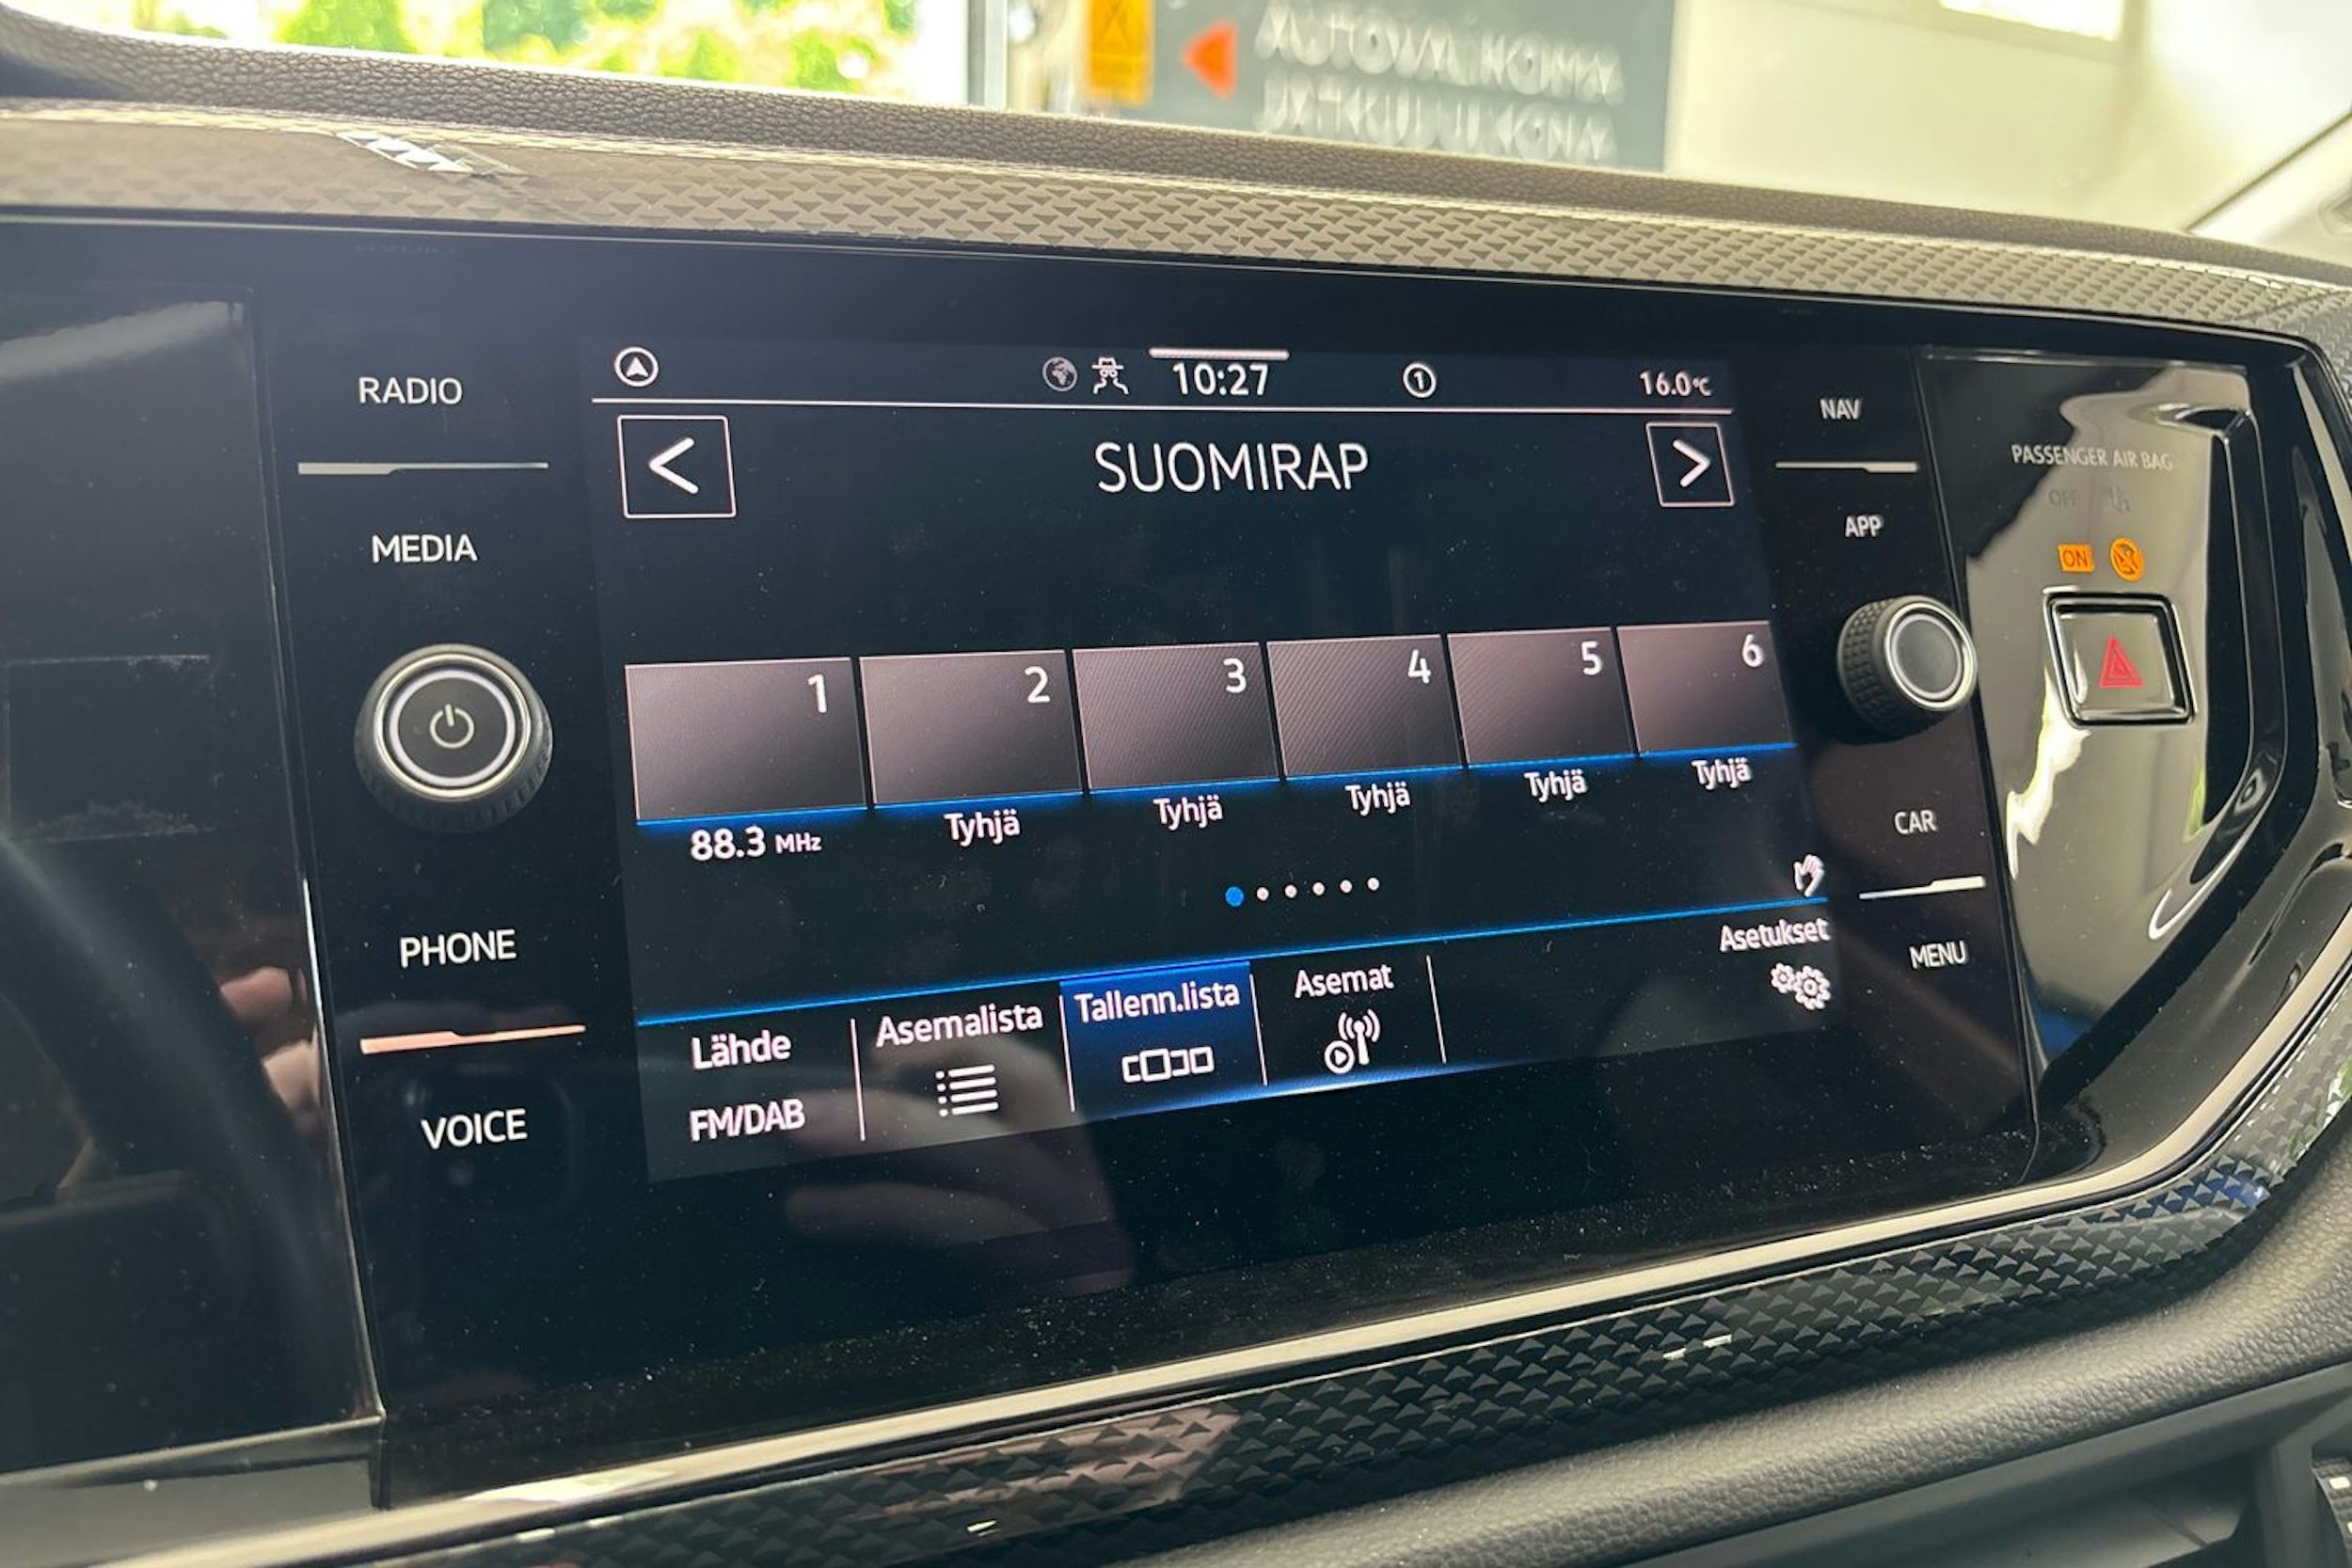 RADIO
MEDIA
PHONE
VOICE
10:27
1
16.0°C
SUOMIRAP
1
2
3
4
5
6
88.3 MHz
Tyhjä
Tyhjä
Tyhjä
Tyhjä
Tyhjä
Lähde
FM/DAB
Asemalista
Tallenn.lista
Asemat
Asetukset
NAV
APP
CAR
MENU
PASSENGER AIR BAG
OFF
ON